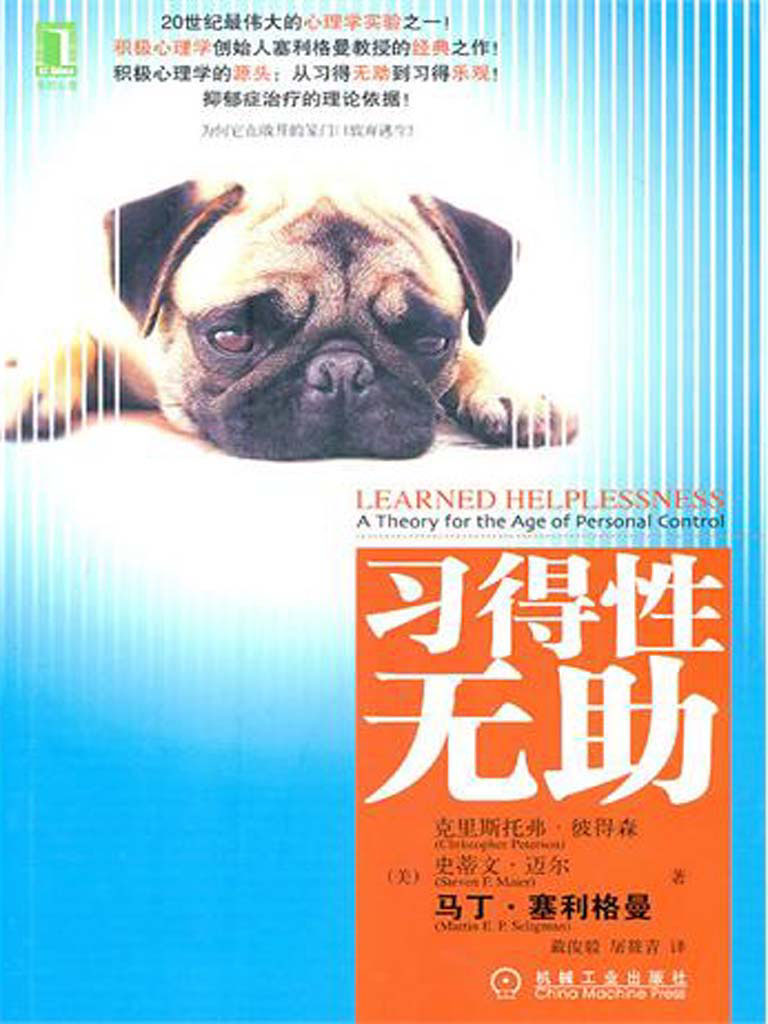 20世纪最伟大的心理学实验之一!
积极心理学创始人塞利格曼教授的经典之作!
积极心理学的源头:从习得无助到习得乐观!
抑郁症治疗的理论依据!
LEARNED HELPLESSNESS
A Theory for the Age of Personal Control
习得性
无助
克里斯托弗·彼得森
(Christopher Peterson)
(美) 史蒂文·迈尔 著
(Steven F. Maier)
马丁·塞利格曼
(Martin E. P. Seligman)
戴俊毅 屠筱青 译
机械工业出版社
China Machine Press